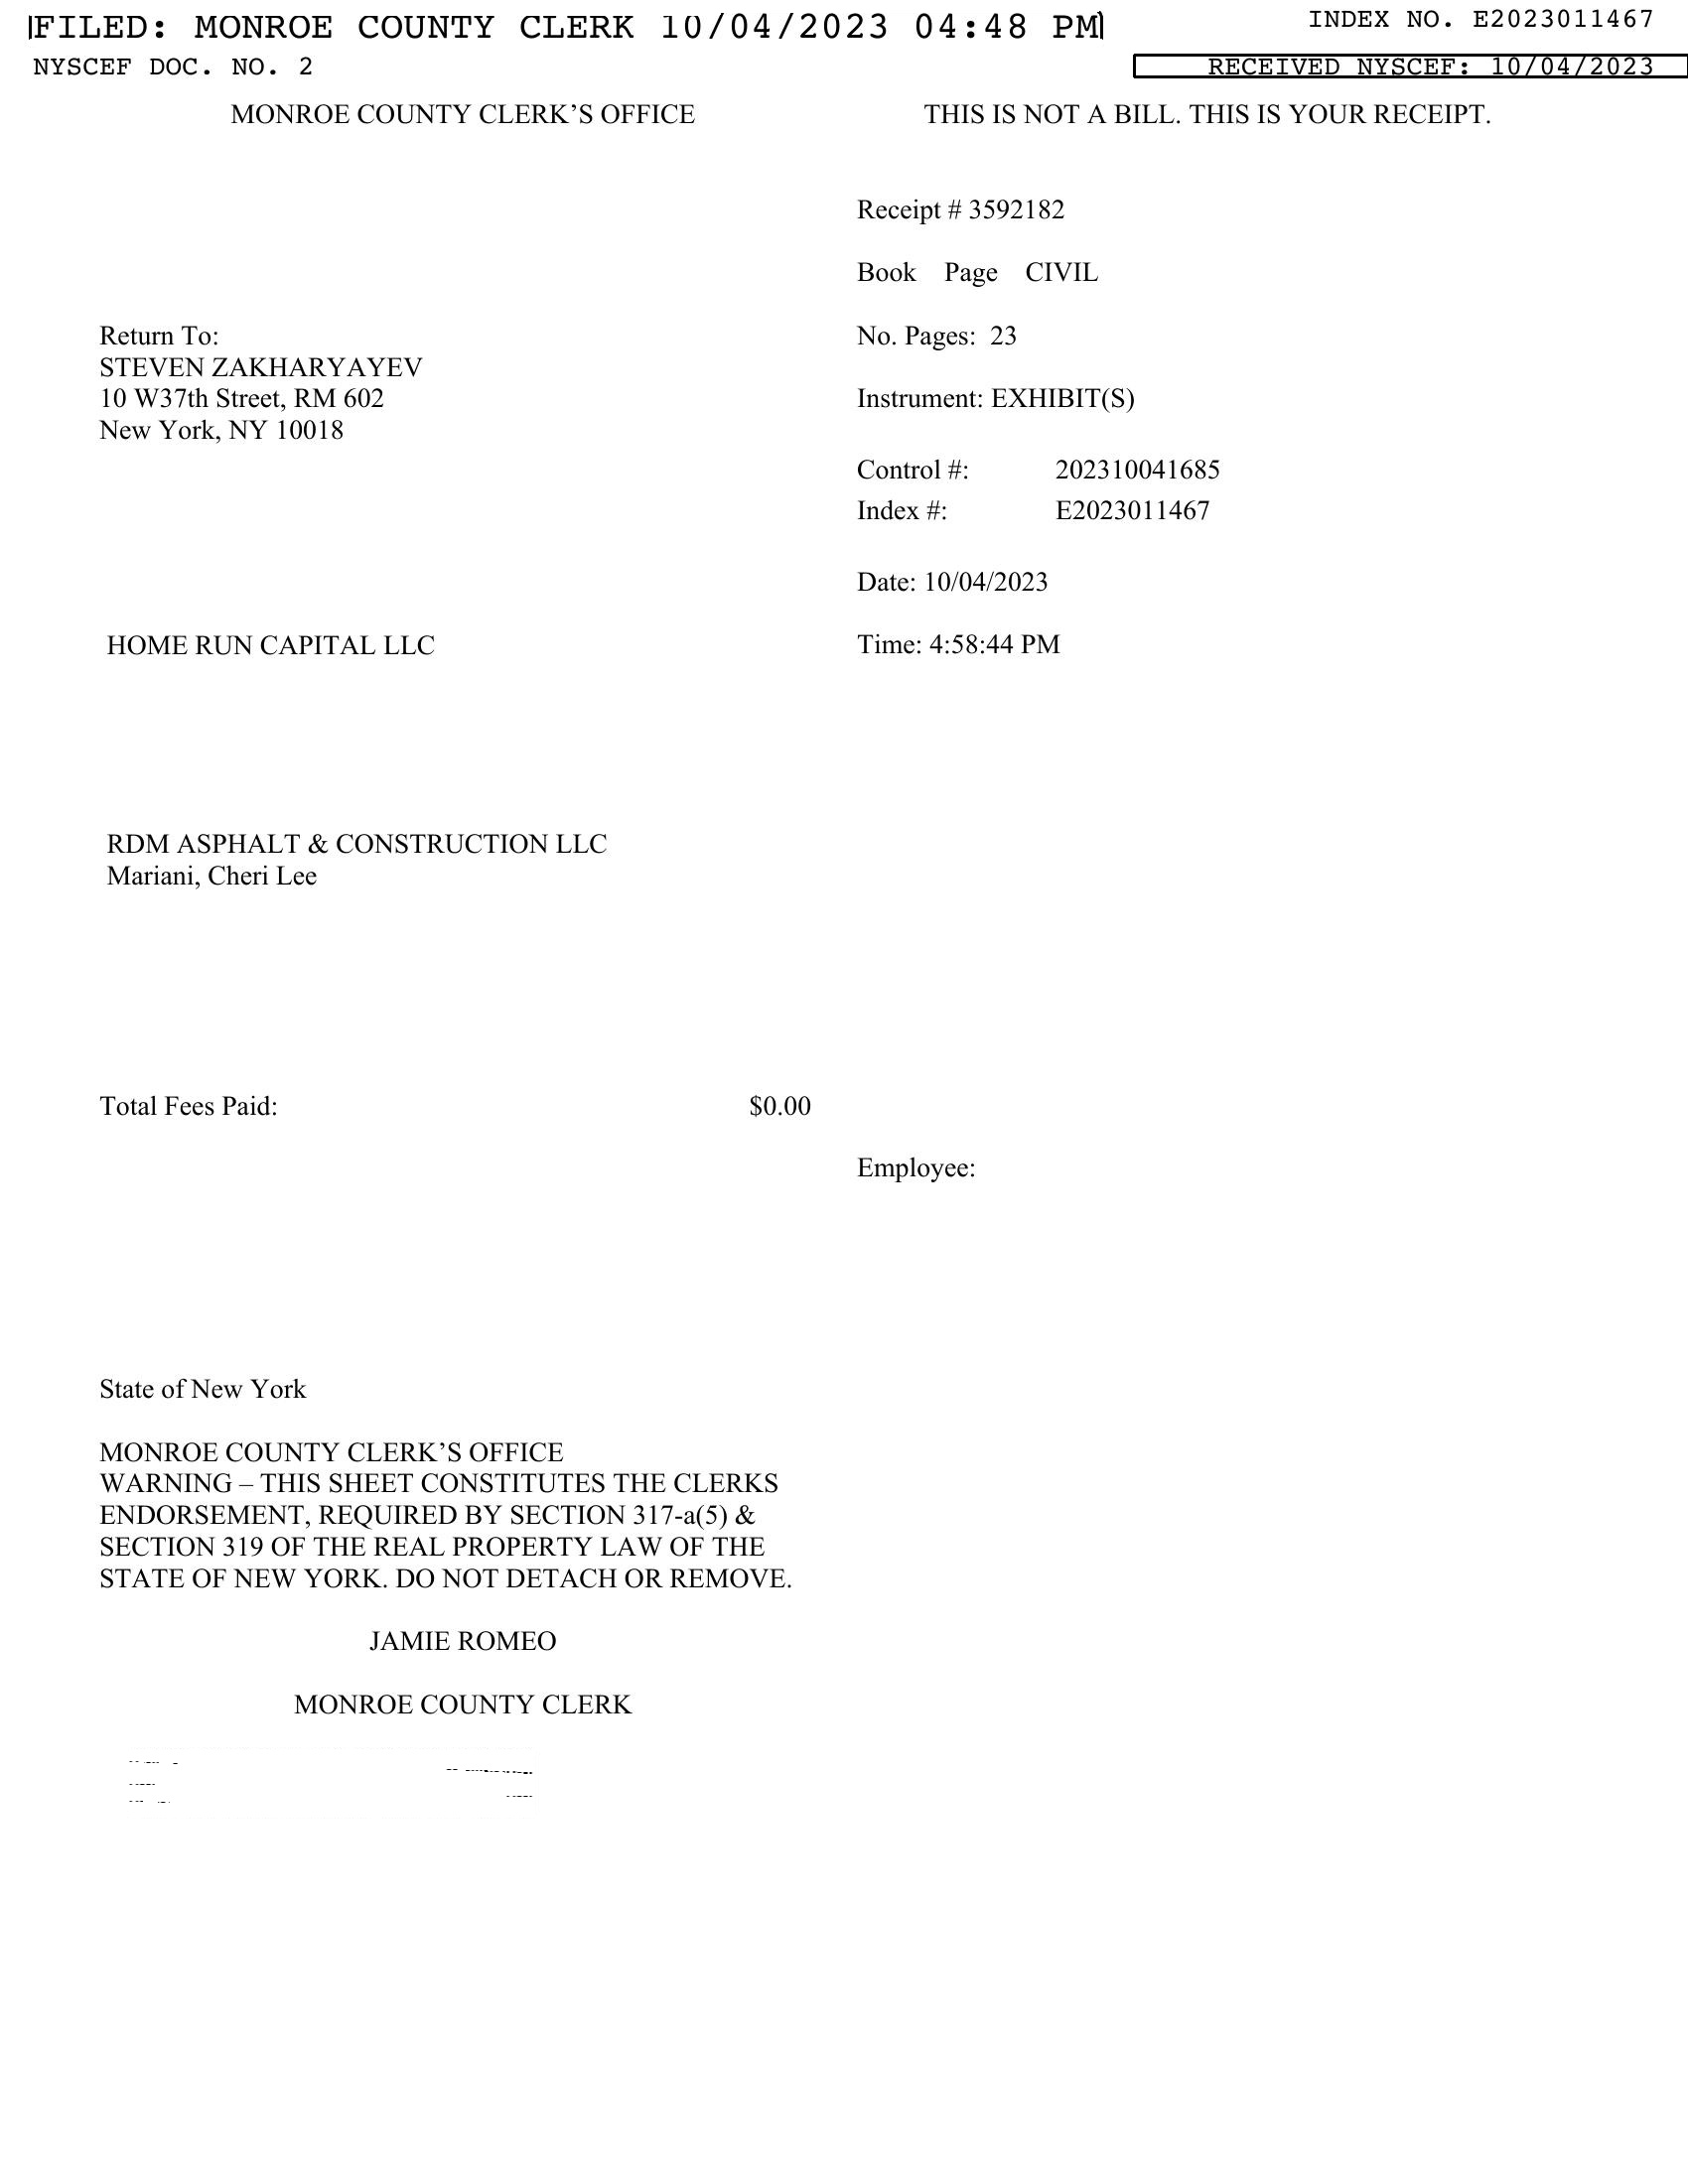 FILED: MONROE COUNTY CLERK 10/04/2023 04:48 PM
INDEX NO. E2023011467
NYSCEF DOC. NO. 2
RECEIVED NYSCEF: 10/04/2023
MONROE COUNTY CLERK’S OFFICE
THIS IS NOT A BILL. THIS IS YOUR RECEIPT.
Receipt # 3592182
Book Page CIVIL
Return To:
STEVEN ZAKHARYAYEV
10 W37th Street, RM 602
New York, NY 10018
No. Pages: 23
Instrument: EXHIBIT(S)
Control #: 202310041685
Index #: E2023011467
Date: 10/04/2023
HOME RUN CAPITAL LLC
Time: 4:58:44 PM
RDM ASPHALT & CONSTRUCTION LLC
Mariani, Cheri Lee
Total Fees Paid: $0.00
Employee:
State of New York
MONROE COUNTY CLERK’S OFFICE
WARNING – THIS SHEET CONSTITUTES THE CLERKS
ENDORSEMENT, REQUIRED BY SECTION 317-a(5) &
SECTION 319 OF THE REAL PROPERTY LAW OF THE
STATE OF NEW YORK. DO NOT DETACH OR REMOVE.
JAMIE ROMEO
MONROE COUNTY CLERK